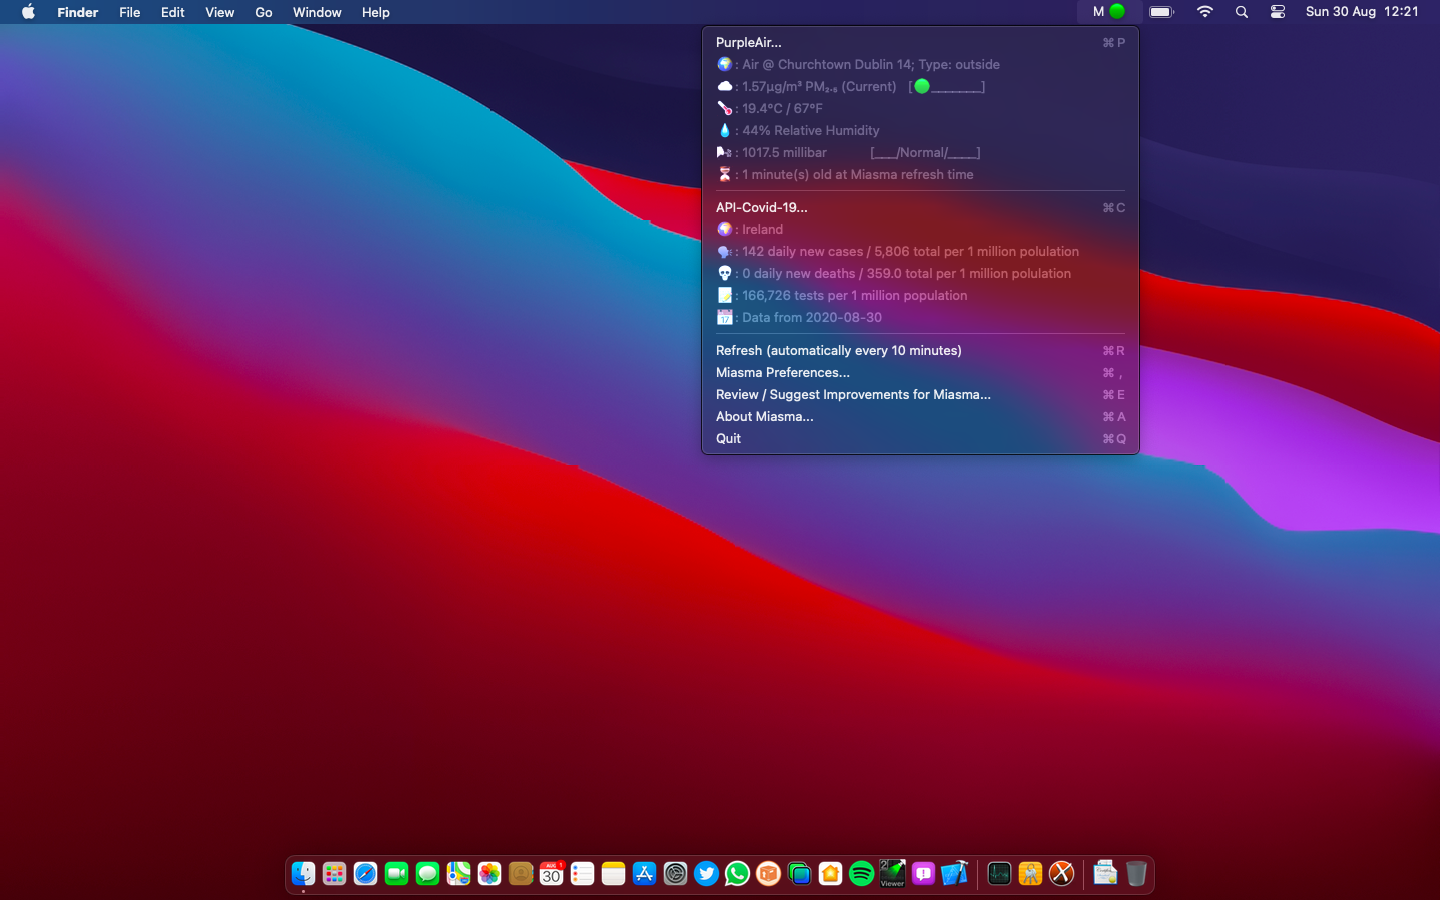 Finder File Edit View Go Window Help M Sun 30 Aug 12:21
PurpleAir... ⌘P
: Air @ Churchtown Dublin 14; Type: outside
: 1.57µg/m³ PM₂.₅ (Current) [🟢_______]
: 19.4°C / 67°F
: 44% Relative Humidity
: 1017.5 millibar [___/Normal/____]
: 1 minute(s) old at Miasma refresh time
API-Covid-19... ⌘C
: Ireland
: 142 daily new cases / 5,806 total per 1 million polulation
: 0 daily new deaths / 359.0 total per 1 million polulation
: 166,726 tests per 1 million population
: Data from 2020-08-30
Refresh (automatically every 10 minutes) ⌘R
Miasma Preferences... ⌘,
Review / Suggest Improvements for Miasma... ⌘E
About Miasma... ⌘A
Quit ⌘Q
AUG 1
30
2 Viewer